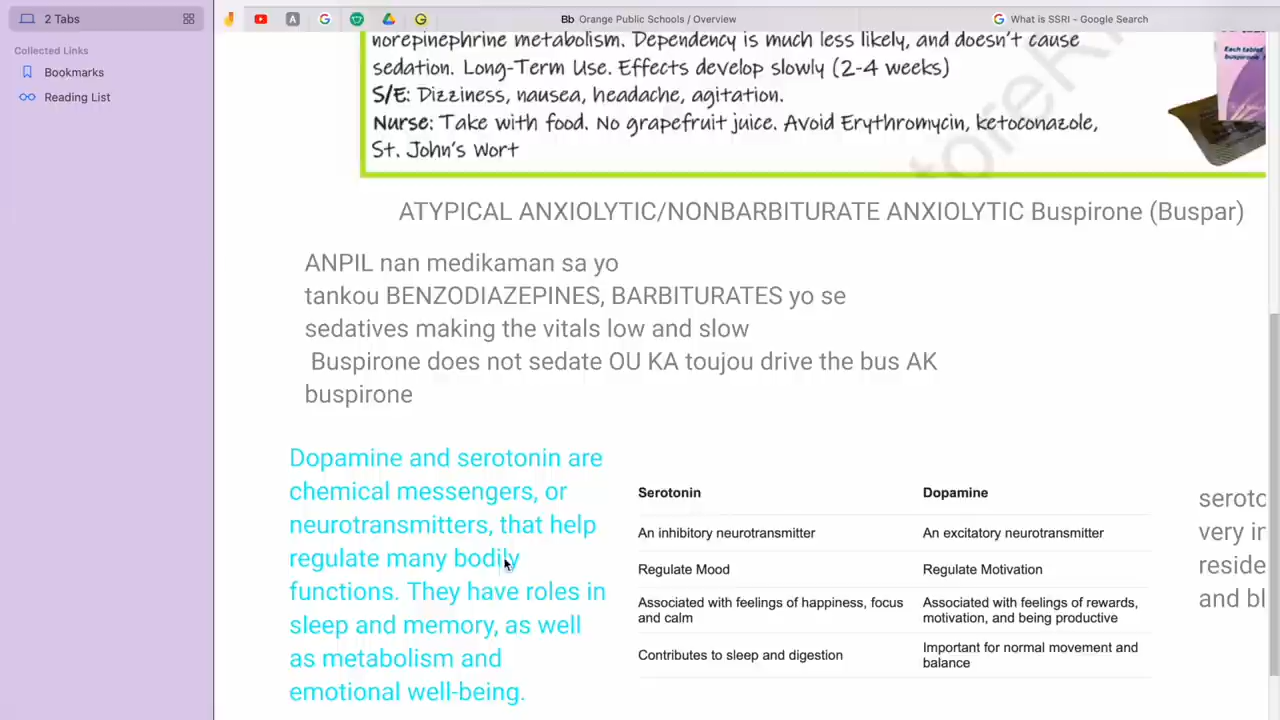 2 Tabs
Collected Links
Bookmarks
Reading List
Bb Orange Public Schools / Overview
What is SSRI - Google Search
norepinephrine metabolism. Dependency is much less likely, and doesn't cause
sedation. Long-Term Use. Effects develop slowly (2-4 weeks)
S/E: Dizziness, nausea, headache, agitation.
Nurse: Take with food. No grapefruit juice. Avoid Erythromycin, ketoconazole,
St. John's Wort
Each tablet
buspirone
ATYPICAL ANXIOLYTIC/NONBARBITURATE ANXIOLYTIC Buspirone (Buspar)
ANPIL nan medikaman sa yo
tankou BENZODIAZEPINES, BARBITURATES yo se
sedatives making the vitals low and slow
Buspirone does not sedate OU KA toujou drive the bus AK
buspirone
Dopamine and serotonin are
chemical messengers, or
neurotransmitters, that help
regulate many bodily
functions. They have roles in
sleep and memory, as well
as metabolism and
emotional well-being.
Serotonin Dopamine
An inhibitory neurotransmitter An excitatory neurotransmitter
Regulate Mood Regulate Motivation
Associated with feelings of happiness, focus Associated with feelings of rewards,
and calm motivation, and being productive
Contributes to sleep and digestion Important for normal movement and
balance
seroto
very
reside
and bl